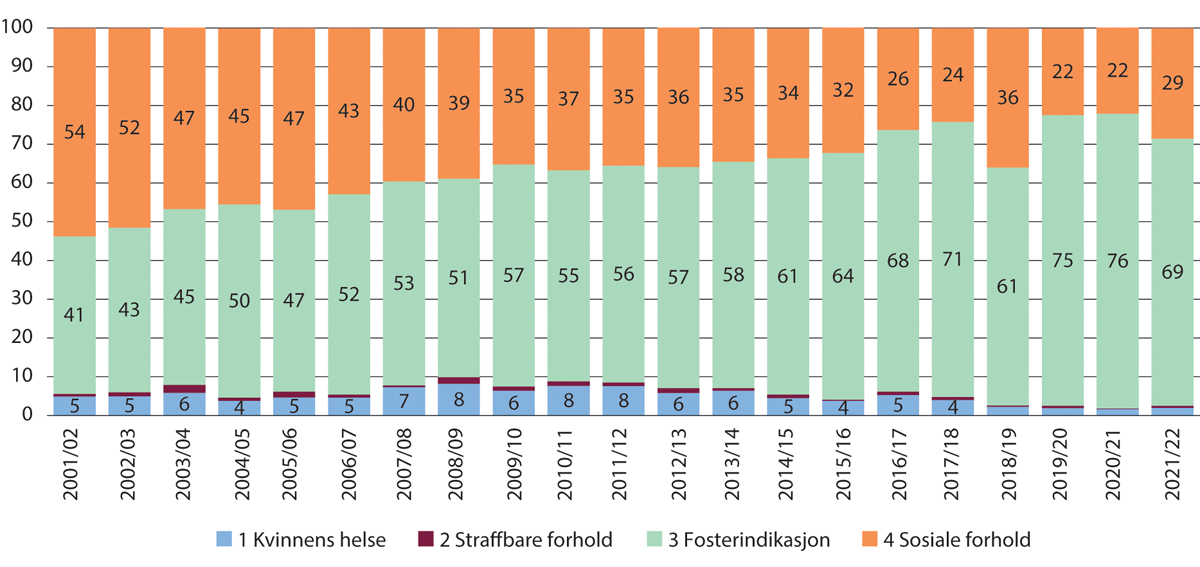 100
90
80
70
60
50
40
30
20
10
0
54 52 47 45 47 43 40 39 35 37 35 36 35 34 32 26 24 36 22 22 29
41 43 45 50 47 52 53 51 57 55 56 57 58 61 64 68 71 61 75 76 69
5 5 6 4 5 5 7 8 6 8 8 6 6 5 4 5 4
2001/02 2002/03 2003/04 2004/05 2005/06 2006/07 2007/08 2008/09 2009/10 2010/11 2011/12 2012/13 2013/14 2014/15 2015/16 2016/17 2017/18 2018/19 2019/20 2020/21 2021/22
1 Kvinnens helse 2 Straffbare forhold 3 Fosterindikasjon 4 Sosiale forhold